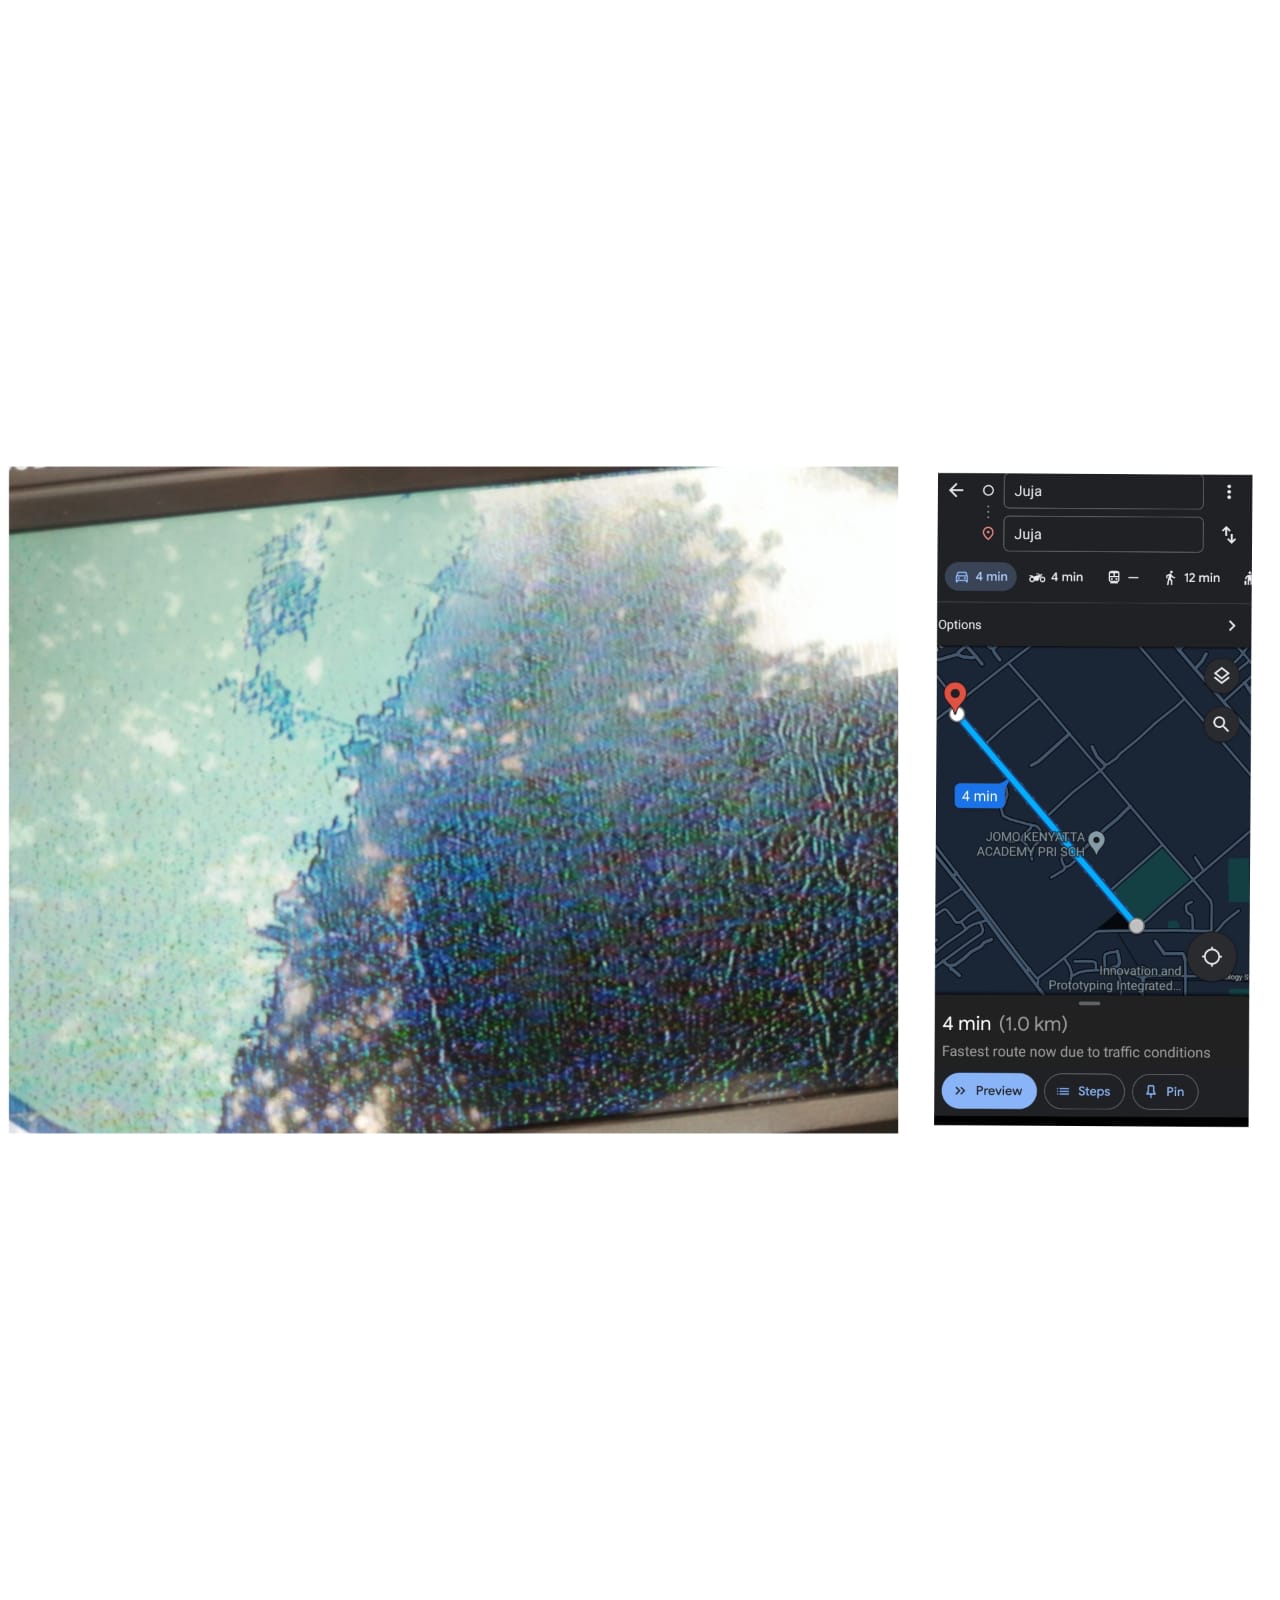 Juja
Juja
4 min
4 min
—
12 min
Options
4 min
JOMO KENYATTA
ACADEMY PRI SCH
Innovation and
Prototyping Integrated...
4 min (1.0 km)
Fastest route now due to traffic conditions
Preview
Steps
Pin